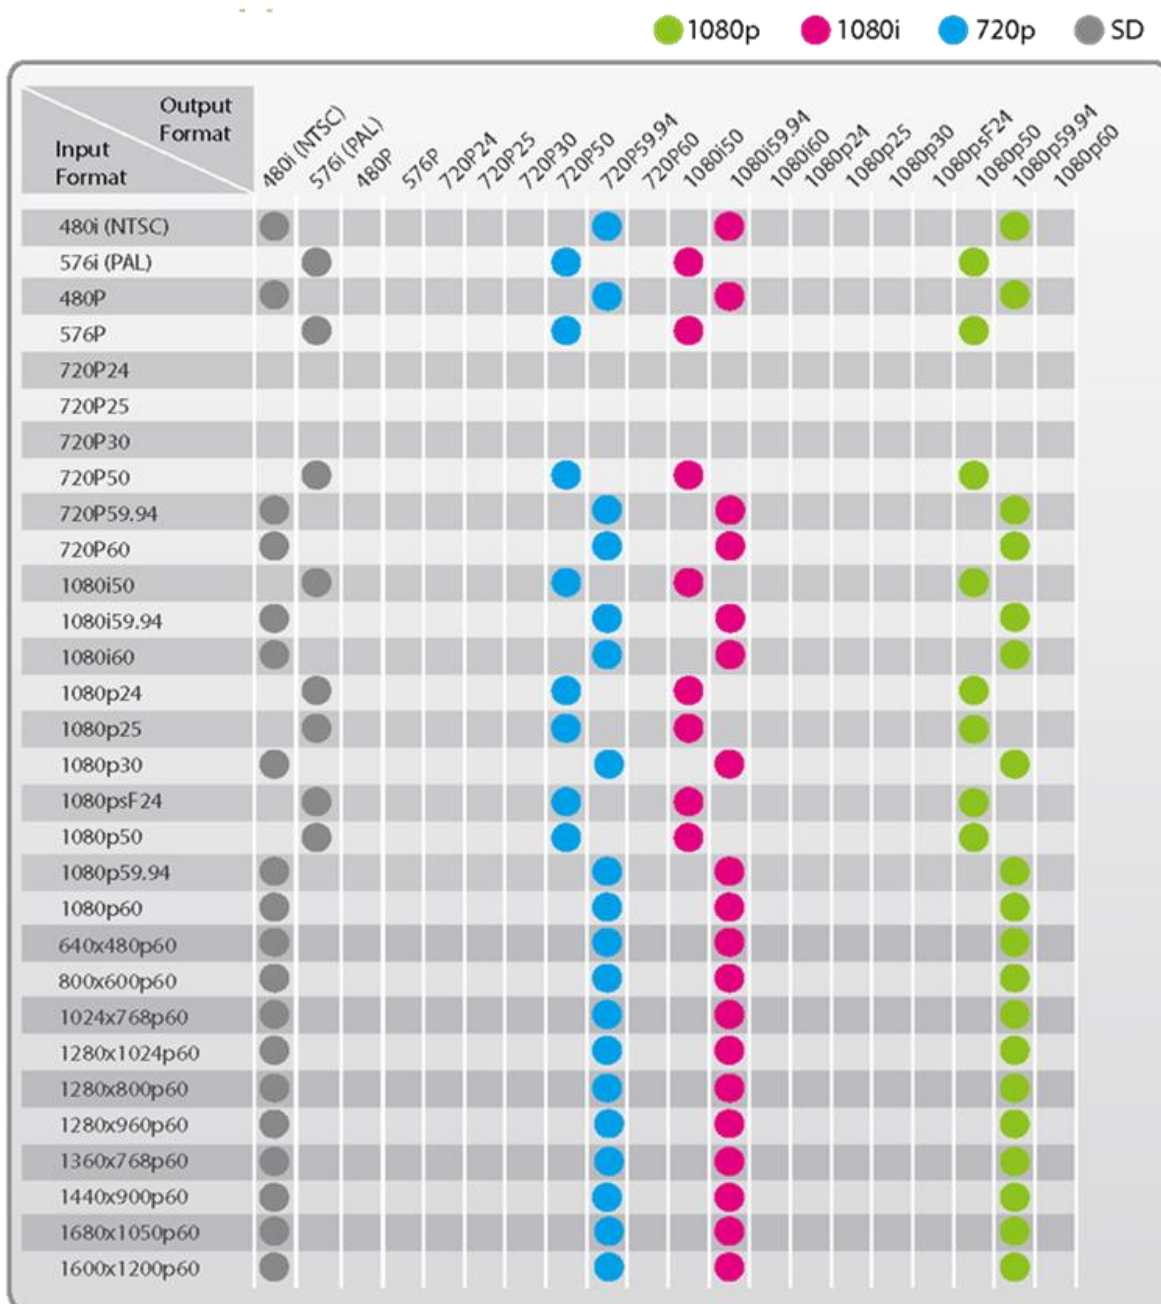 1080p 1080i 720p SD
Output
Format
Input
Format
480i (NTSC)
576i (PAL)
480P
576P
720P24
720P25
720P30
720P50
720P59.94
720P60
1080i50
1080i59.94
1080i60
1080p24
1080p25
1080p30
1080psF24
1080p50
1080p59.94
1080p60
480i (NTSC)
576i (PAL)
480P
576P
720P24
720P25
720P30
720P50
720P59.94
720P60
1080i50
1080i59.94
1080i60
1080p24
1080p25
1080p30
1080psF24
1080p50
1080p59.94
1080p60
640x480p60
800x600p60
1024x768p60
1280x1024p60
1280x800p60
1280x960p60
1360x768p60
1440x900p60
1680x1050p60
1600x1200p60